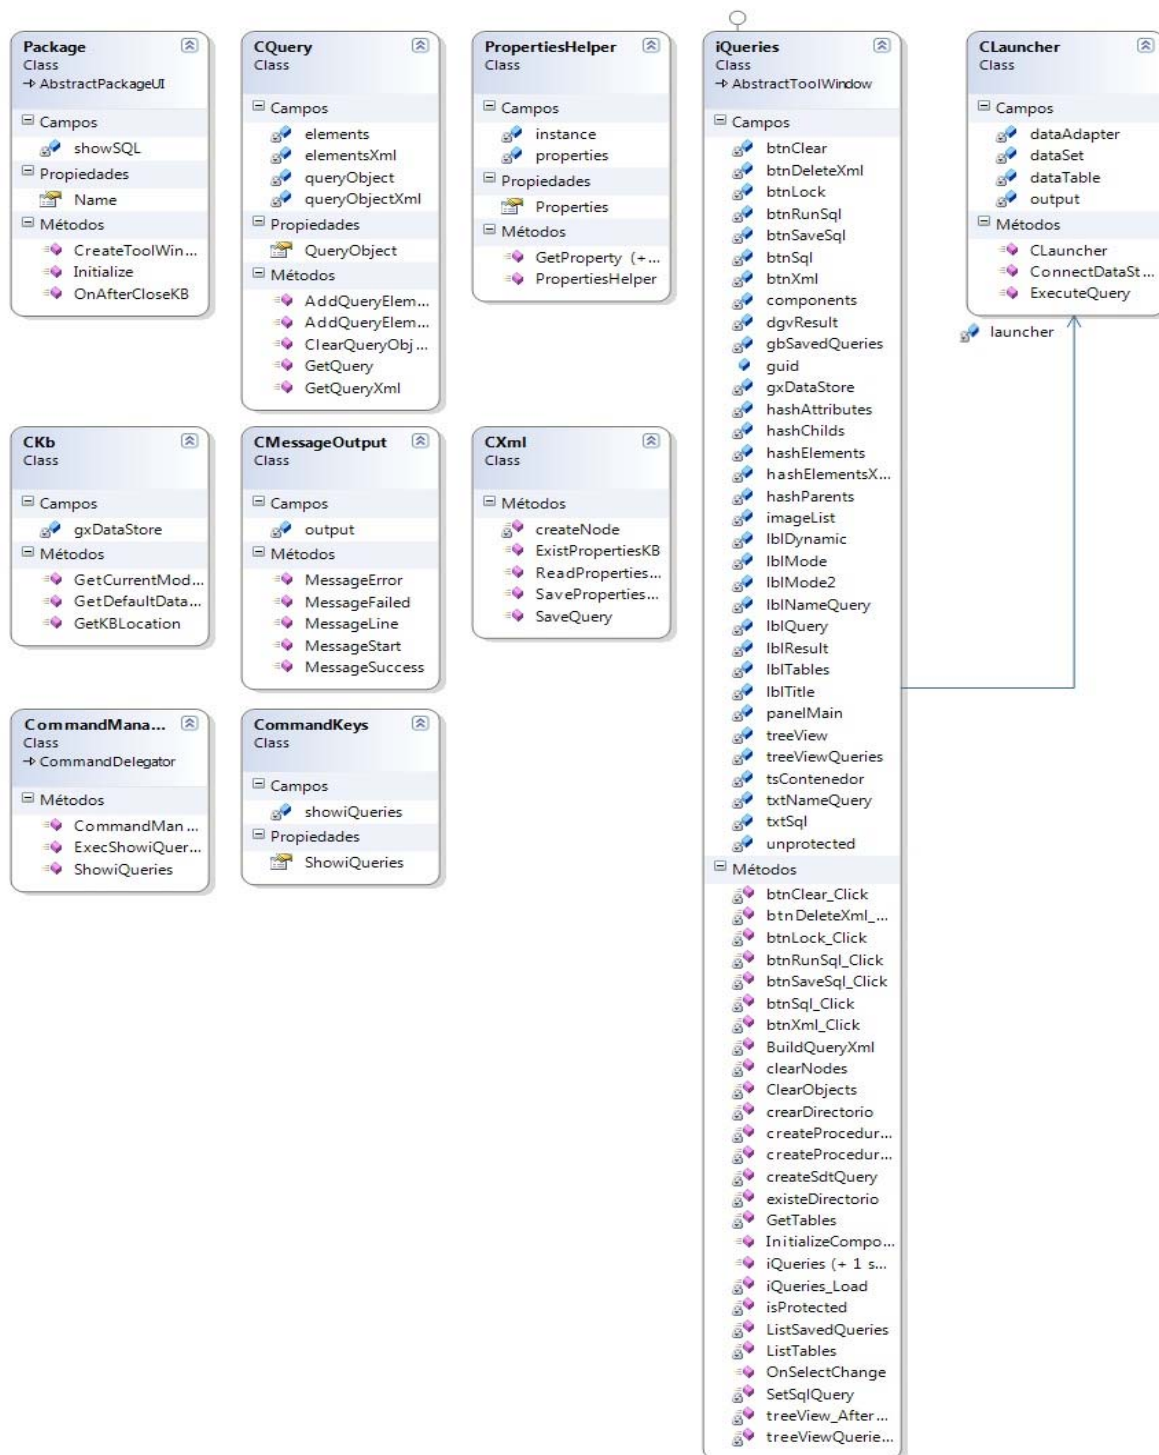 Package
Class
AbstractPackageUI
Campos
showSQL
Propiedades
Name
Métodos
CreateToolWin...
Initialize
OnAfterCloseKB
CQuery
Class
Campos
elements
elementsXml
queryObject
queryObjectXml
Propiedades
QueryObject
Métodos
AddQueryElem...
AddQueryElem...
ClearQueryObj...
GetQuery
GetQueryXml
PropertiesHelper
Class
Campos
instance
properties
Propiedades
Properties
Métodos
GetProperty (+...
PropertiesHelper
iQueries
Class
AbstractToolWindow
Campos
btnClear
btnDeleteXml
btnLock
btnRunSql
btnSaveSql
btnSql
btnXml
components
dgvResult
gbSavedQueries
guid
gxDataStore
hashAttributes
hashChilds
hashElements
hashElementsX...
hashParents
imageList
lblDynamic
lblMode
lblMode2
lblNameQuery
lblQuery
lblResult
lblTables
lblTitle
panelMain
treeView
treeViewQueries
tsContenedor
txtNameQuery
txtSql
unprotected
Métodos
btnClear_Click
btnDeleteXml_...
btnLock_Click
btnRunSql_Click
btnSaveSql_Click
btnSql_Click
btnXml_Click
BuildQueryXml
clearNodes
ClearObjects
crearDirectorio
createProcedur...
createProcedur...
createSdtQuery
existeDirectorio
GetTables
InitializeCompo...
iQueries (+ 1 s...
iQueries_Load
isProtected
ListSavedQueries
ListTables
OnSelectChange
SetSqlQuery
treeView_After...
treeViewQuerie...
CLauncher
Class
Campos
dataAdapter
dataSet
dataTable
output
Métodos
CLauncher
ConnectDataSt...
ExecuteQuery
launcher
CKb
Class
Campos
gxDataStore
Métodos
GetCurrentMod...
GetDefaultData...
GetKBLocation
CMessageOutput
Class
Campos
output
Métodos
MessageError
MessageFailed
MessageLine
MessageStart
MessageSuccess
CXml
Class
Métodos
createNode
ExistPropertiesKB
ReadProperties...
SaveProperties...
SaveQuery
CommandMana...
Class
CommandDelegator
Métodos
CommandMan...
ExecShowiQuer...
ShowiQueries
CommandKeys
Class
Campos
showiQueries
Propiedades
ShowiQueries